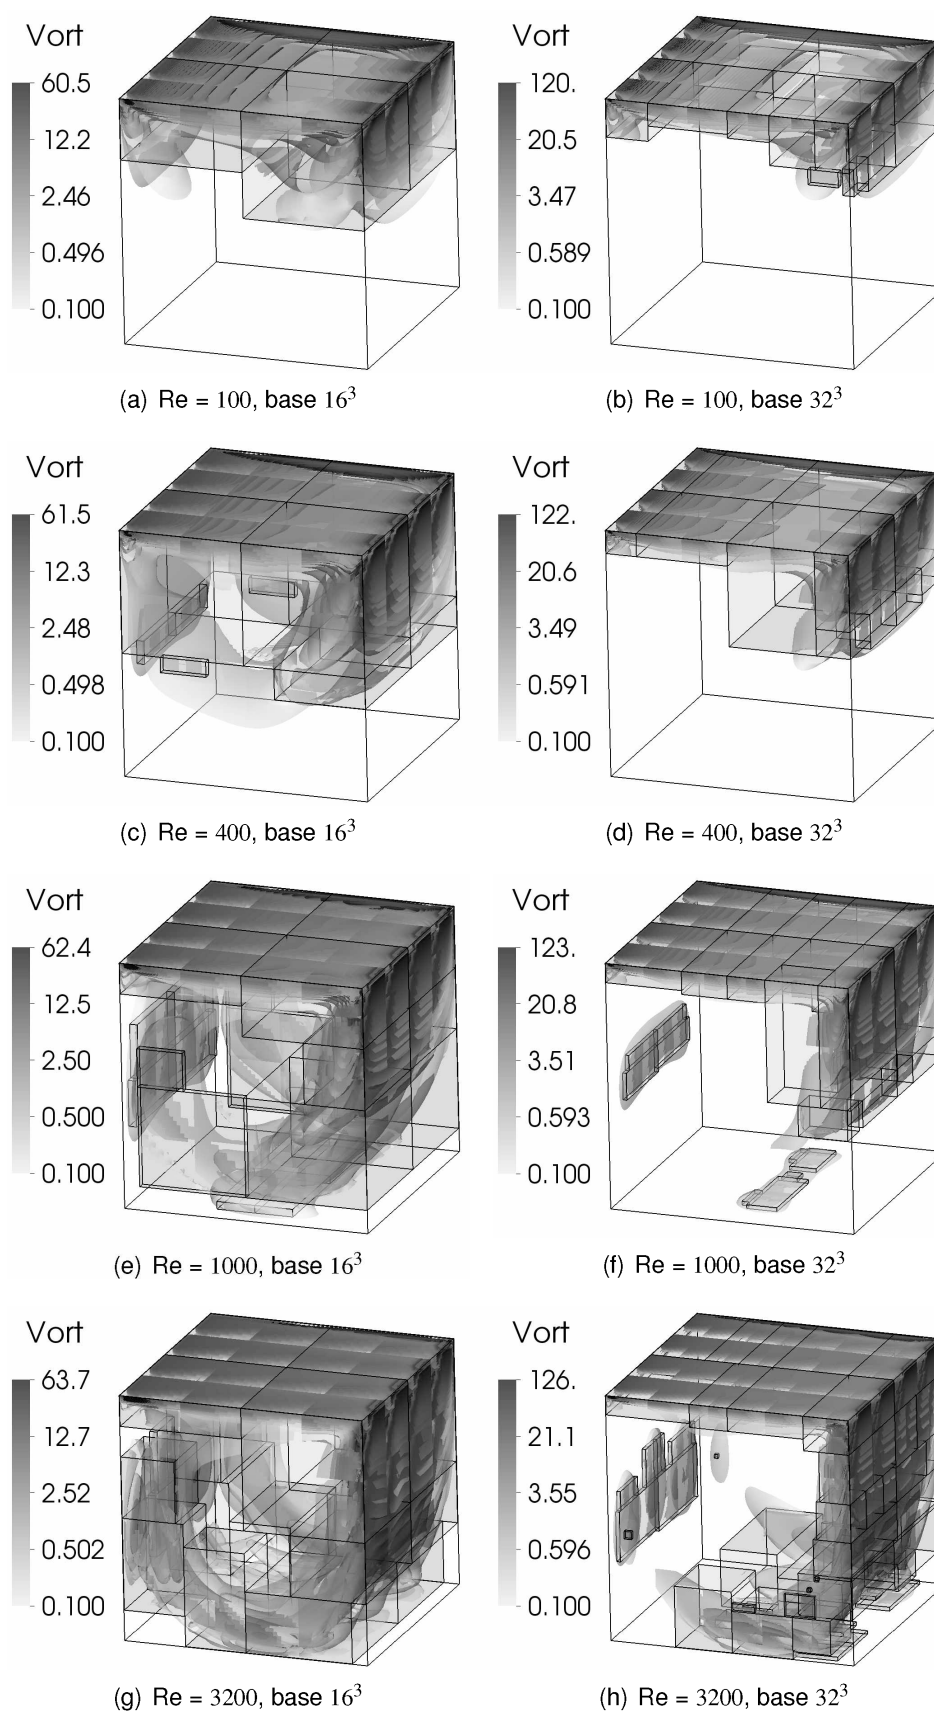 Vort
60.5
12.2
2.46
0.496
0.100
(a) Re = 100, base 16³
Vort
120.
20.5
3.47
0.589
0.100
(b) Re = 100, base 32³
Vort
61.5
12.3
2.48
0.498
0.100
(c) Re = 400, base 16³
Vort
122.
20.6
3.49
0.591
0.100
(d) Re = 400, base 32³
Vort
62.4
12.5
2.50
0.500
0.100
(e) Re = 1000, base 16³
Vort
123.
20.8
3.51
0.593
0.100
(f) Re = 1000, base 32³
Vort
63.7
12.7
2.52
0.502
0.100
(g) Re = 3200, base 16³
Vort
126.
21.1
3.55
0.596
0.100
(h) Re = 3200, base 32³